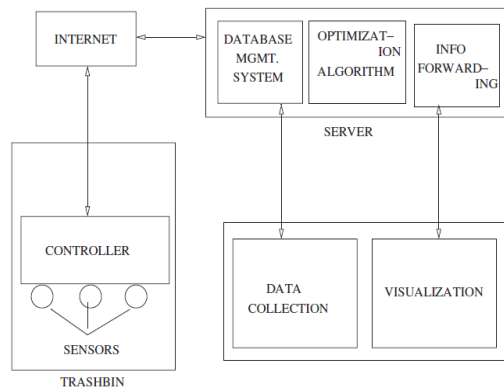 INTERNET
DATABASE
MGMT.
SYSTEM
OPTIMIZAT–
ION
ALGORITHM
INFO
FORWARD–
ING
SERVER
CONTROLLER
SENSORS
TRASHBIN
DATA
COLLECTION
VISUALIZATION